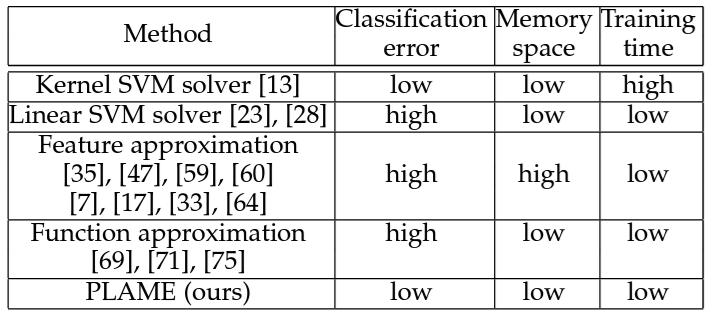 Method Classification error Memory space Training time
Kernel SVM solver [13] low low high
Linear SVM solver [23], [28] high low low
Feature approximation
[35], [47], [59], [60] high high low
[7], [17], [33], [64]
Function approximation high low low
[69], [71], [75]
PLAME (ours) low low low